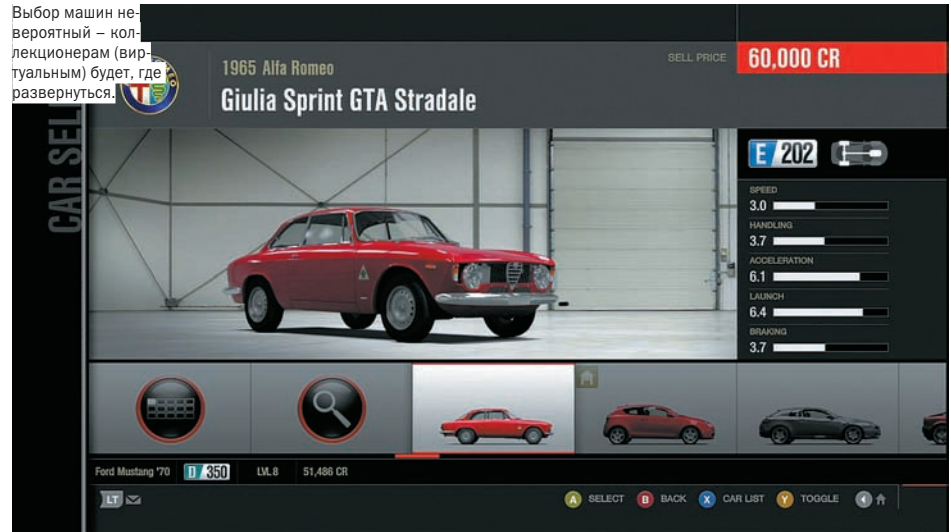 Выбор машин не-
вероятный – кол-
лекционерам (вир-
туальным) будет, где
развернуться.
1965 Alfa Romeo
Giulia Sprint GTA Stradale
SELL PRICE
60,000 CR
CAR SEL
E 202
SPEED
3.0
HANDLING
3.7
ACCELERATION
6.1
LAUNCH
6.4
BRAKING
3.7
Ford Mustang '70 D 350 LVL 8 51,486 CR
LT
A SELECT B BACK X CAR LIST Y TOGGLE